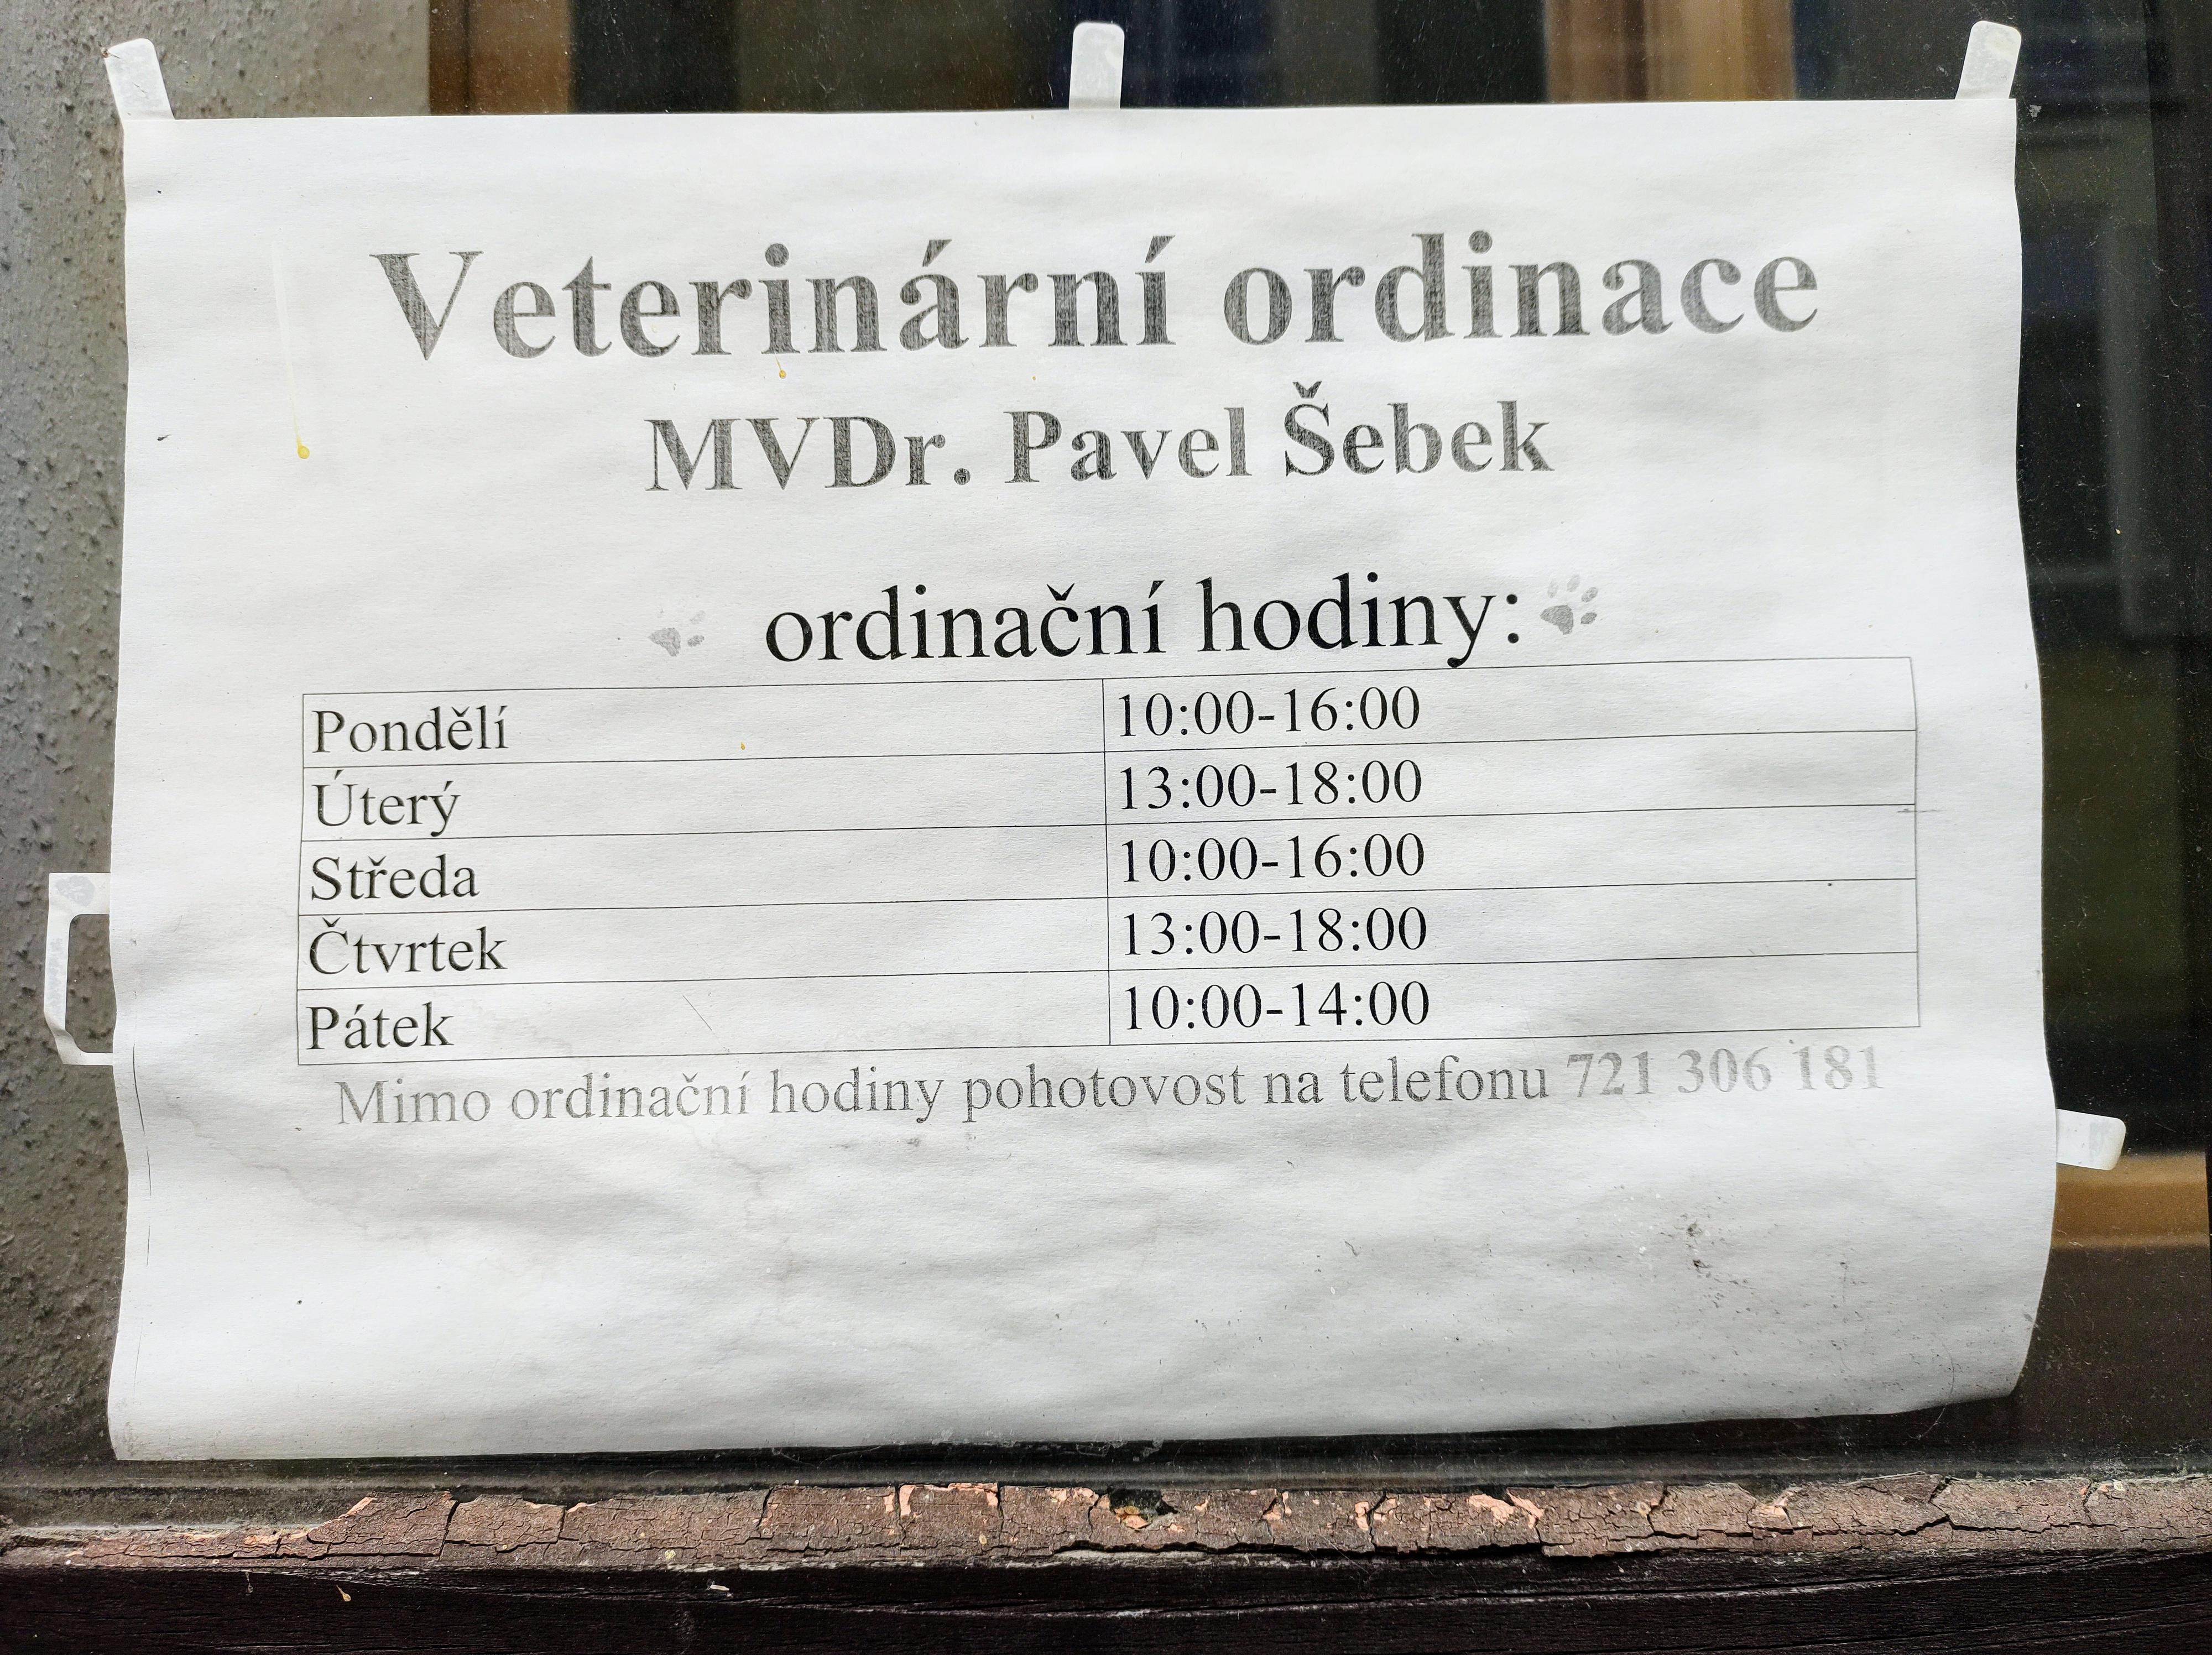 Veterinární ordinace
MVDr. Pavel Šebek
ordinační hodiny:
Pondělí 10:00-16:00
Úterý 13:00-18:00
Středa 10:00-16:00
Čtvrtek 13:00-18:00
Pátek 10:00-14:00
Mimo ordinační hodiny pohotovost na telefonu 721 306 181